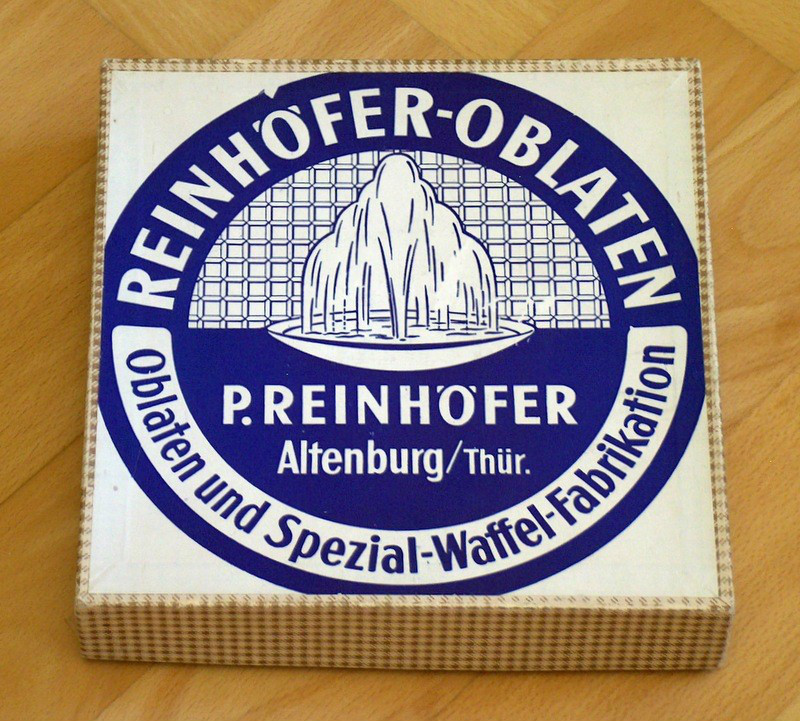 REINHÖFER-OBLATEN
P. REINHÖFER
Altenburg/Thür.
Oblaten und Spezial-Waffel-Fabrikation